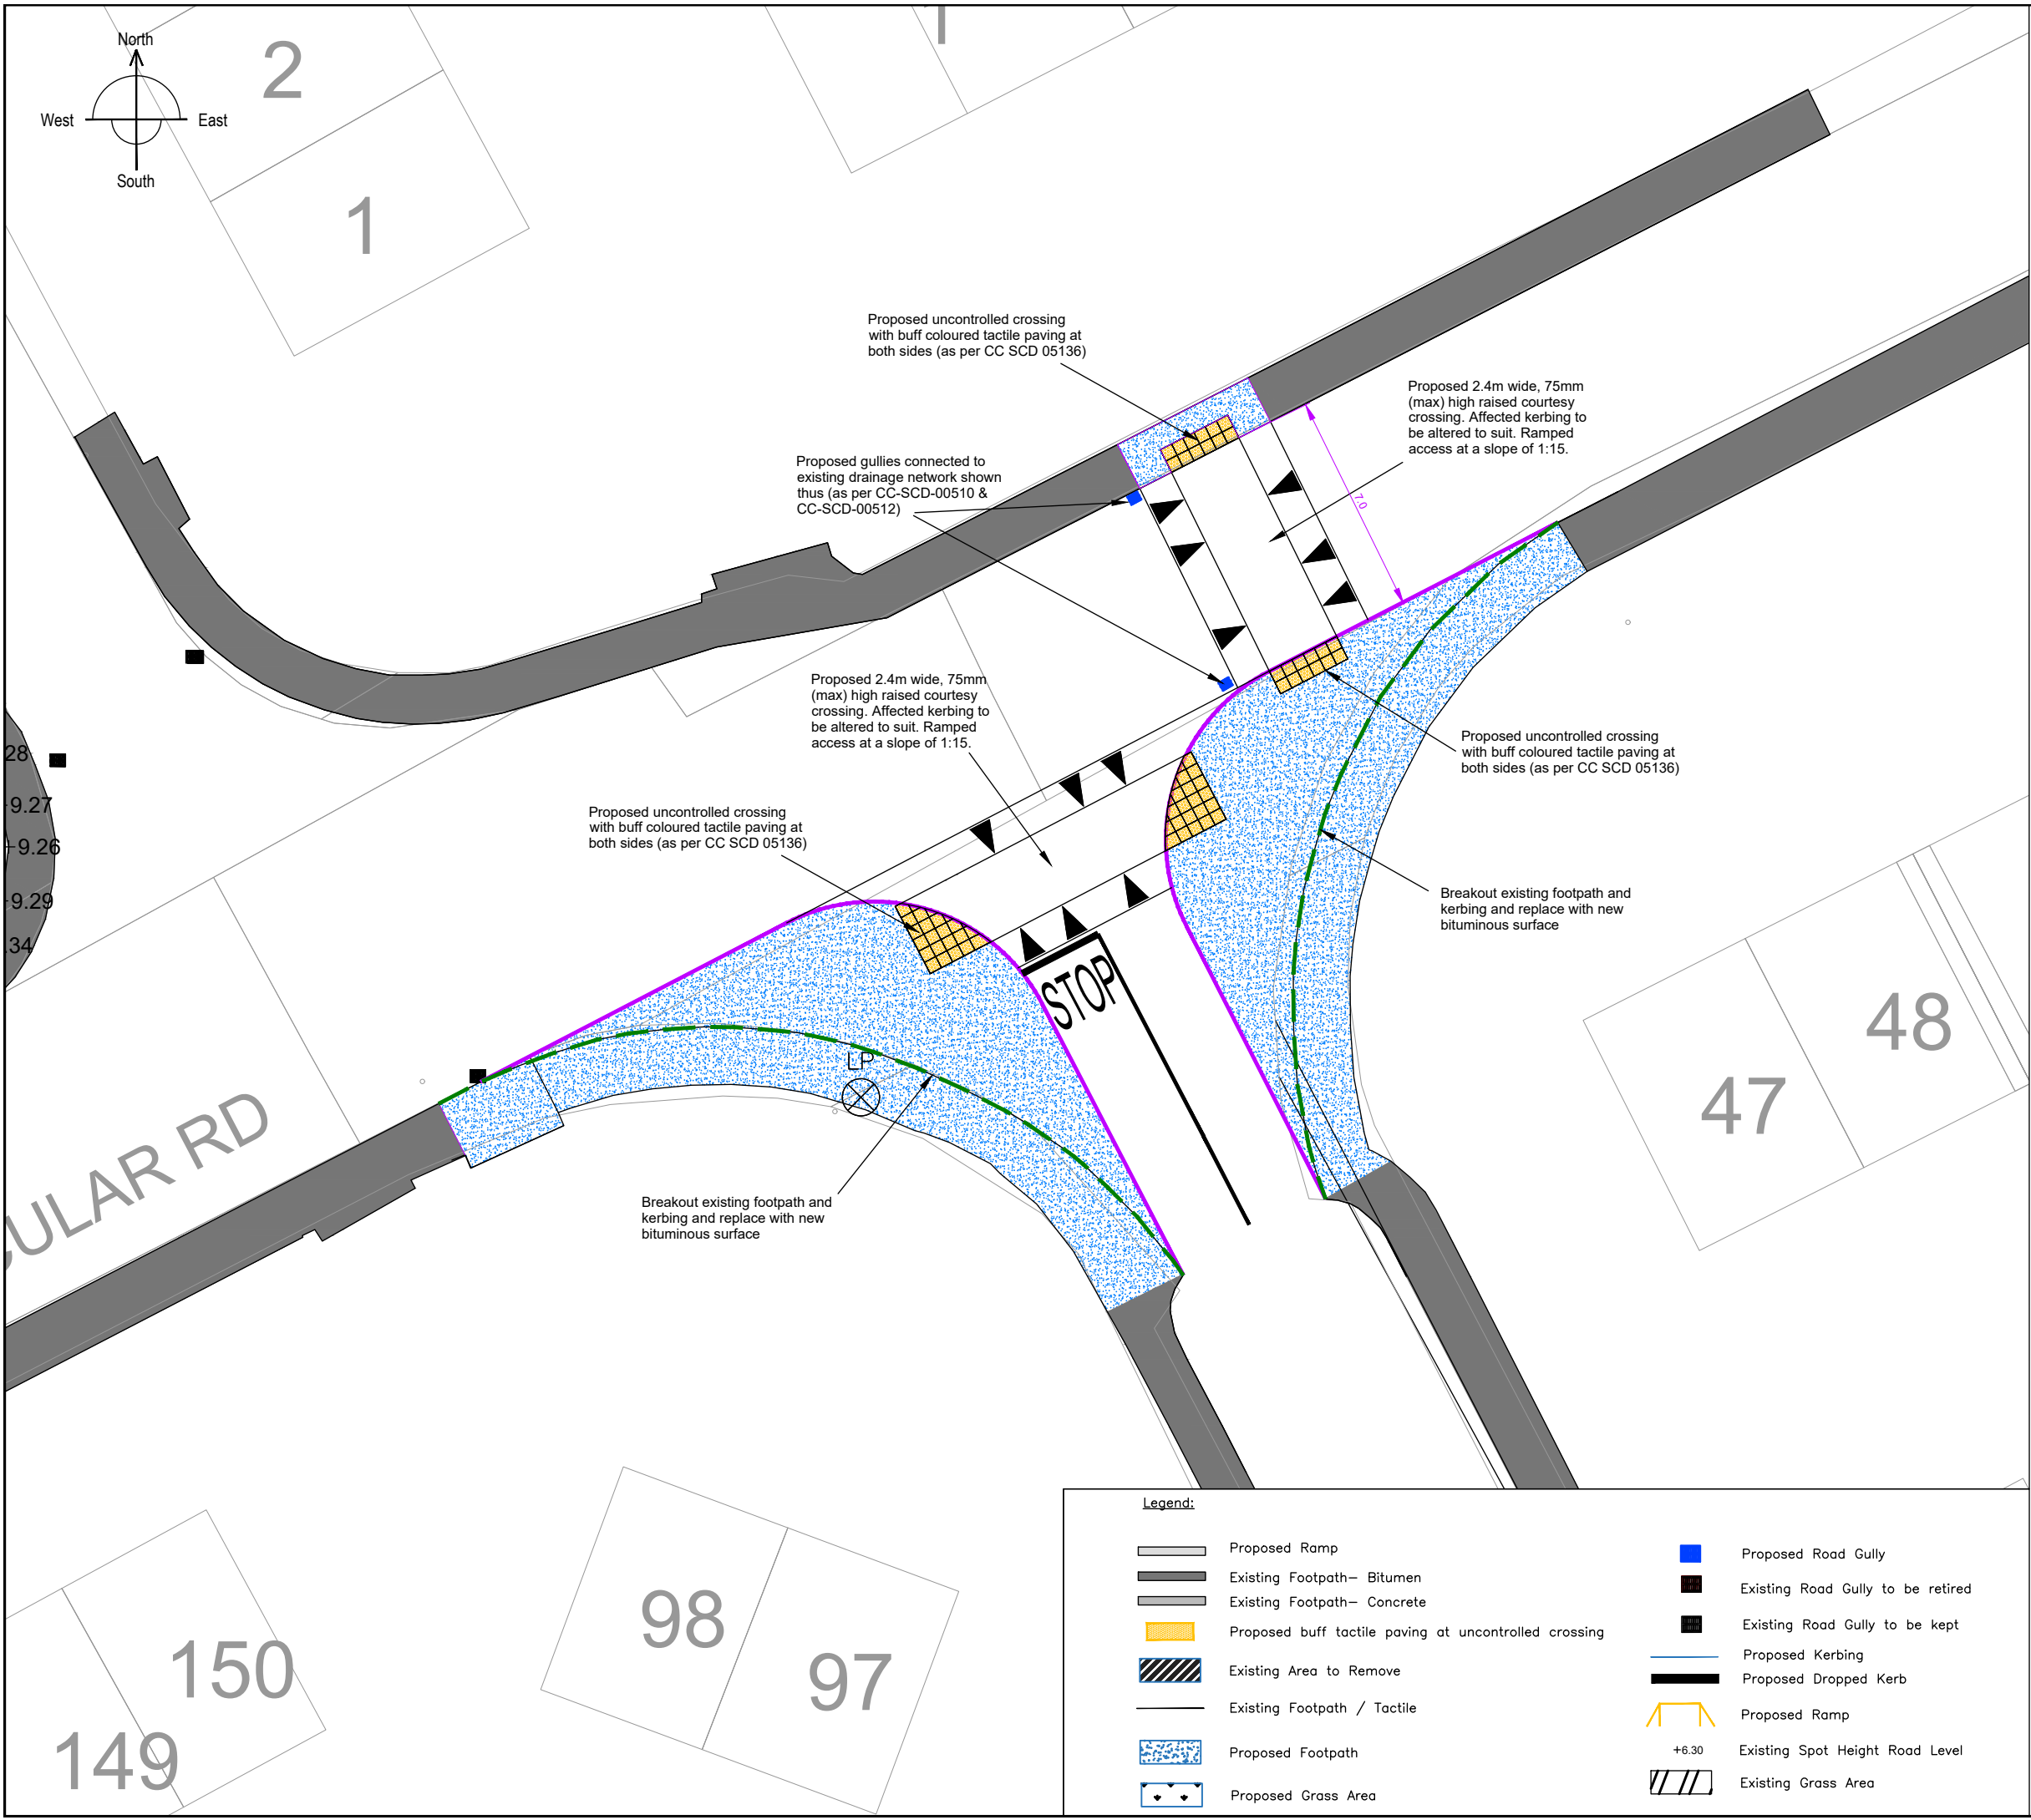 North
West
East
South
2
1
Proposed uncontrolled crossing
with buff coloured tactile paving at
both sides (as per CC SCD 05136)
Proposed 2.4m wide, 75mm
(max) high raised courtesy
crossing. Affected kerbing to
be altered to suit. Ramped
access at a slope of 1:15.
Proposed gullies connected to
existing drainage network shown
thus (as per CC-SCD-00510 &
CC-SCD-00512)
7.0
Proposed 2.4m wide, 75mm
(max) high raised courtesy
crossing. Affected kerbing to
be altered to suit. Ramped
access at a slope of 1:15.
Proposed uncontrolled crossing
with buff coloured tactile paving at
both sides (as per CC SCD 05136)
Proposed uncontrolled crossing
with buff coloured tactile paving at
both sides (as per CC SCD 05136)
28
9.27
9.26
9.29
.34
Breakout existing footpath and
kerbing and replace with new
bituminous surface
STOP
LP
48
47
CULAR RD
Breakout existing footpath and
kerbing and replace with new
bituminous surface
98
97
150
149
Legend:
Proposed Ramp
Existing Footpath- Bitumen
Existing Footpath- Concrete
Proposed buff tactile paving at uncontrolled crossing
Existing Area to Remove
Existing Footpath / Tactile
Proposed Footpath
Proposed Grass Area
Proposed Road Gully
Existing Road Gully to be retired
Existing Road Gully to be kept
Proposed Kerbing
Proposed Dropped Kerb
Proposed Ramp
+6.30 Existing Spot Height Road Level
Existing Grass Area